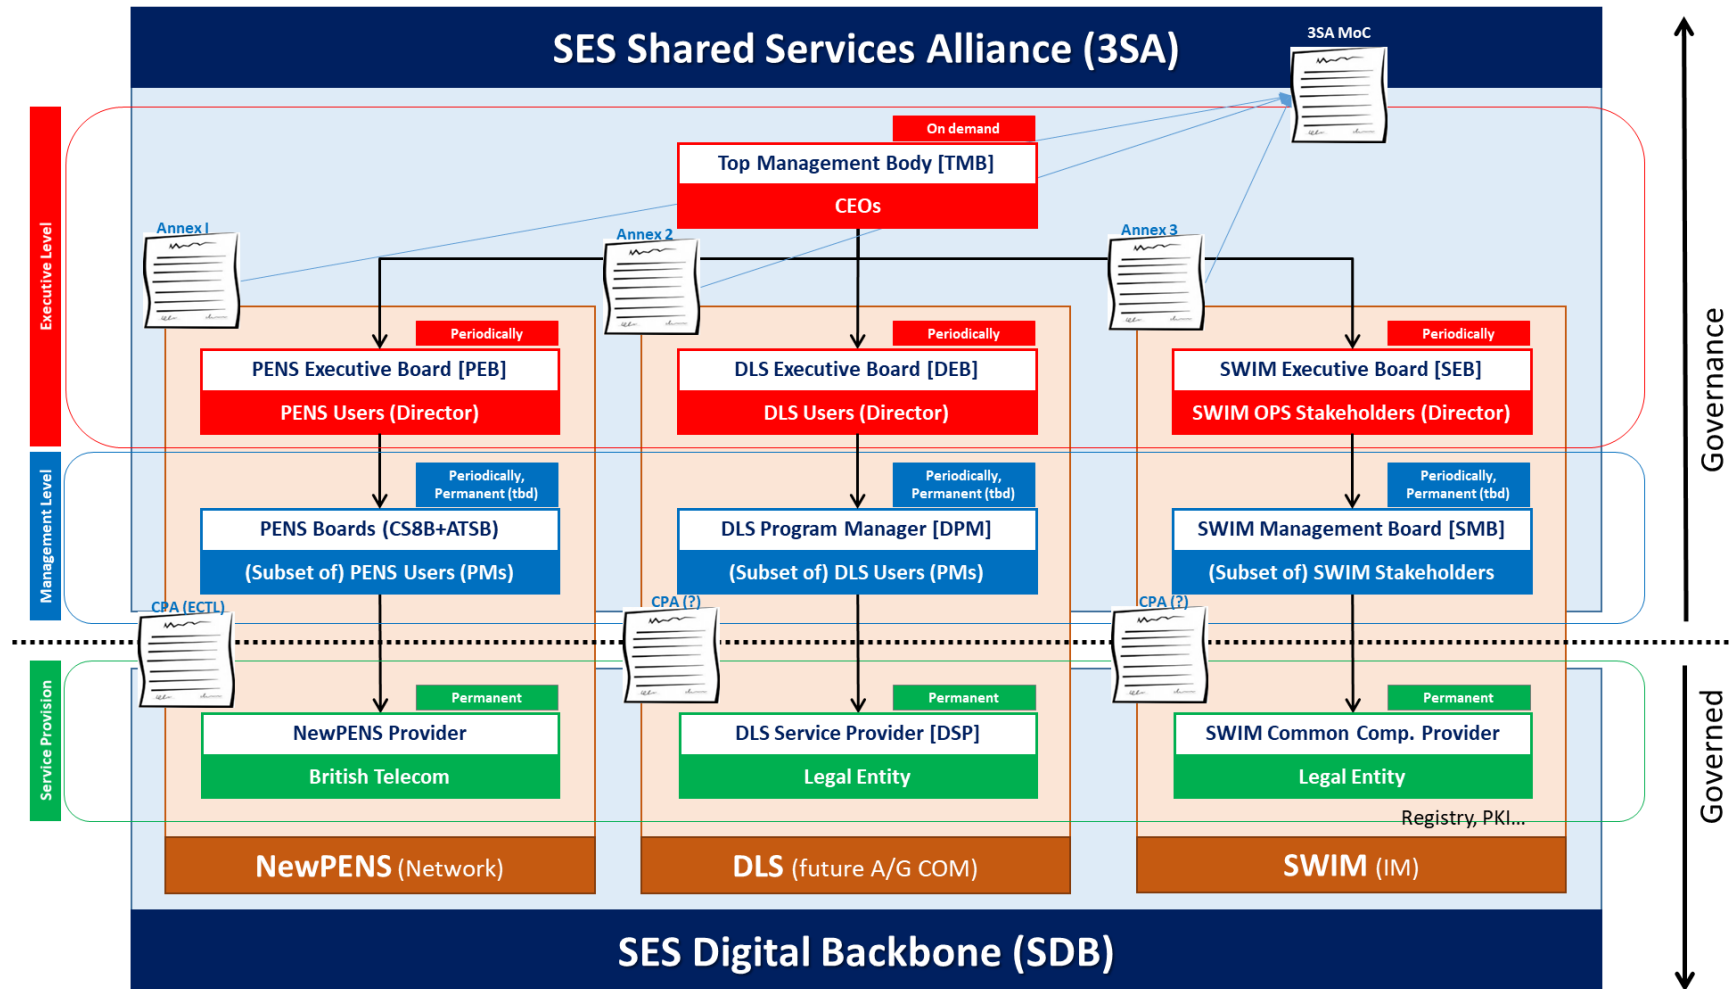 SES Shared Services Alliance (3SA)
3SA MoC
On demand
Top Management Body [TMB]
CEOs
Executive Level
Annex I
Annex 2
Annex 3
Periodically
PENS Executive Board [PEB]
PENS Users (Director)
Periodically
DLS Executive Board [DEB]
DLS Users (Director)
Periodically
SWIM Executive Board [SEB]
SWIM OPS Stakeholders (Director)
Governance
Management Level
Periodically,
Permanent (tbd)
PENS Boards (CS8B+ATSB)
(Subset of) PENS Users (PMs)
Periodically,
Permanent (tbd)
DLS Program Manager [DPM]
(Subset of) DLS Users (PMs)
Periodically,
Permanent (tbd)
SWIM Management Board [SMB]
(Subset of) SWIM Stakeholders
CPA (ECTL)
CPA (?)
CPA (?)
Service Provision
Permanent
NewPENS Provider
British Telecom
Permanent
DLS Service Provider [DSP]
Legal Entity
Permanent
SWIM Common Comp. Provider
Legal Entity
Registry, PKI...
Governed
NewPENS (Network)
DLS (future A/G COM)
SWIM (IM)
SES Digital Backbone (SDB)